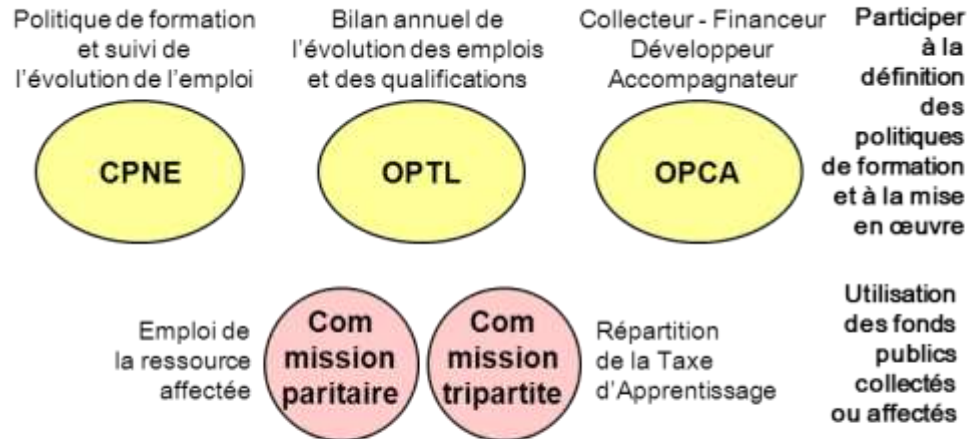 Politique de formation
et suivi de
l'évolution de l'emploi
CPNE
Bilan annuel de
l'évolution des emplois
et des qualifications
OPTL
Collecteur - Financeur
Développeur
Accompagnateur
OPCA
Participer
à la
définition
des
politiques
de formation
et à la mise
en œuvre
Emploi de
la ressource
affectée
Com
mission
paritaire
Com
mission
tripartite
Répartition
de la Taxe
d'Apprentissage
Utilisation
des fonds
publics
collectés
ou affectés